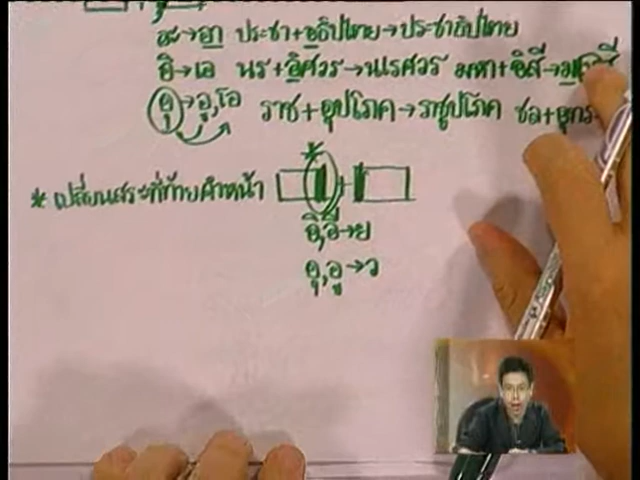 อะ→อา ประชา+อธิปไตย→ประชาธิปไตย
อิ→เอ นร+อิศวร→นเรศวร มหา+อิสี→
อุ→อู,โอ ราช+อุปโภค→ราชูปโภค ชล+
* เปลี่ยนสระที่ท้ายคำหน้า +
อิ,อี→ย
อุ,อู→ว